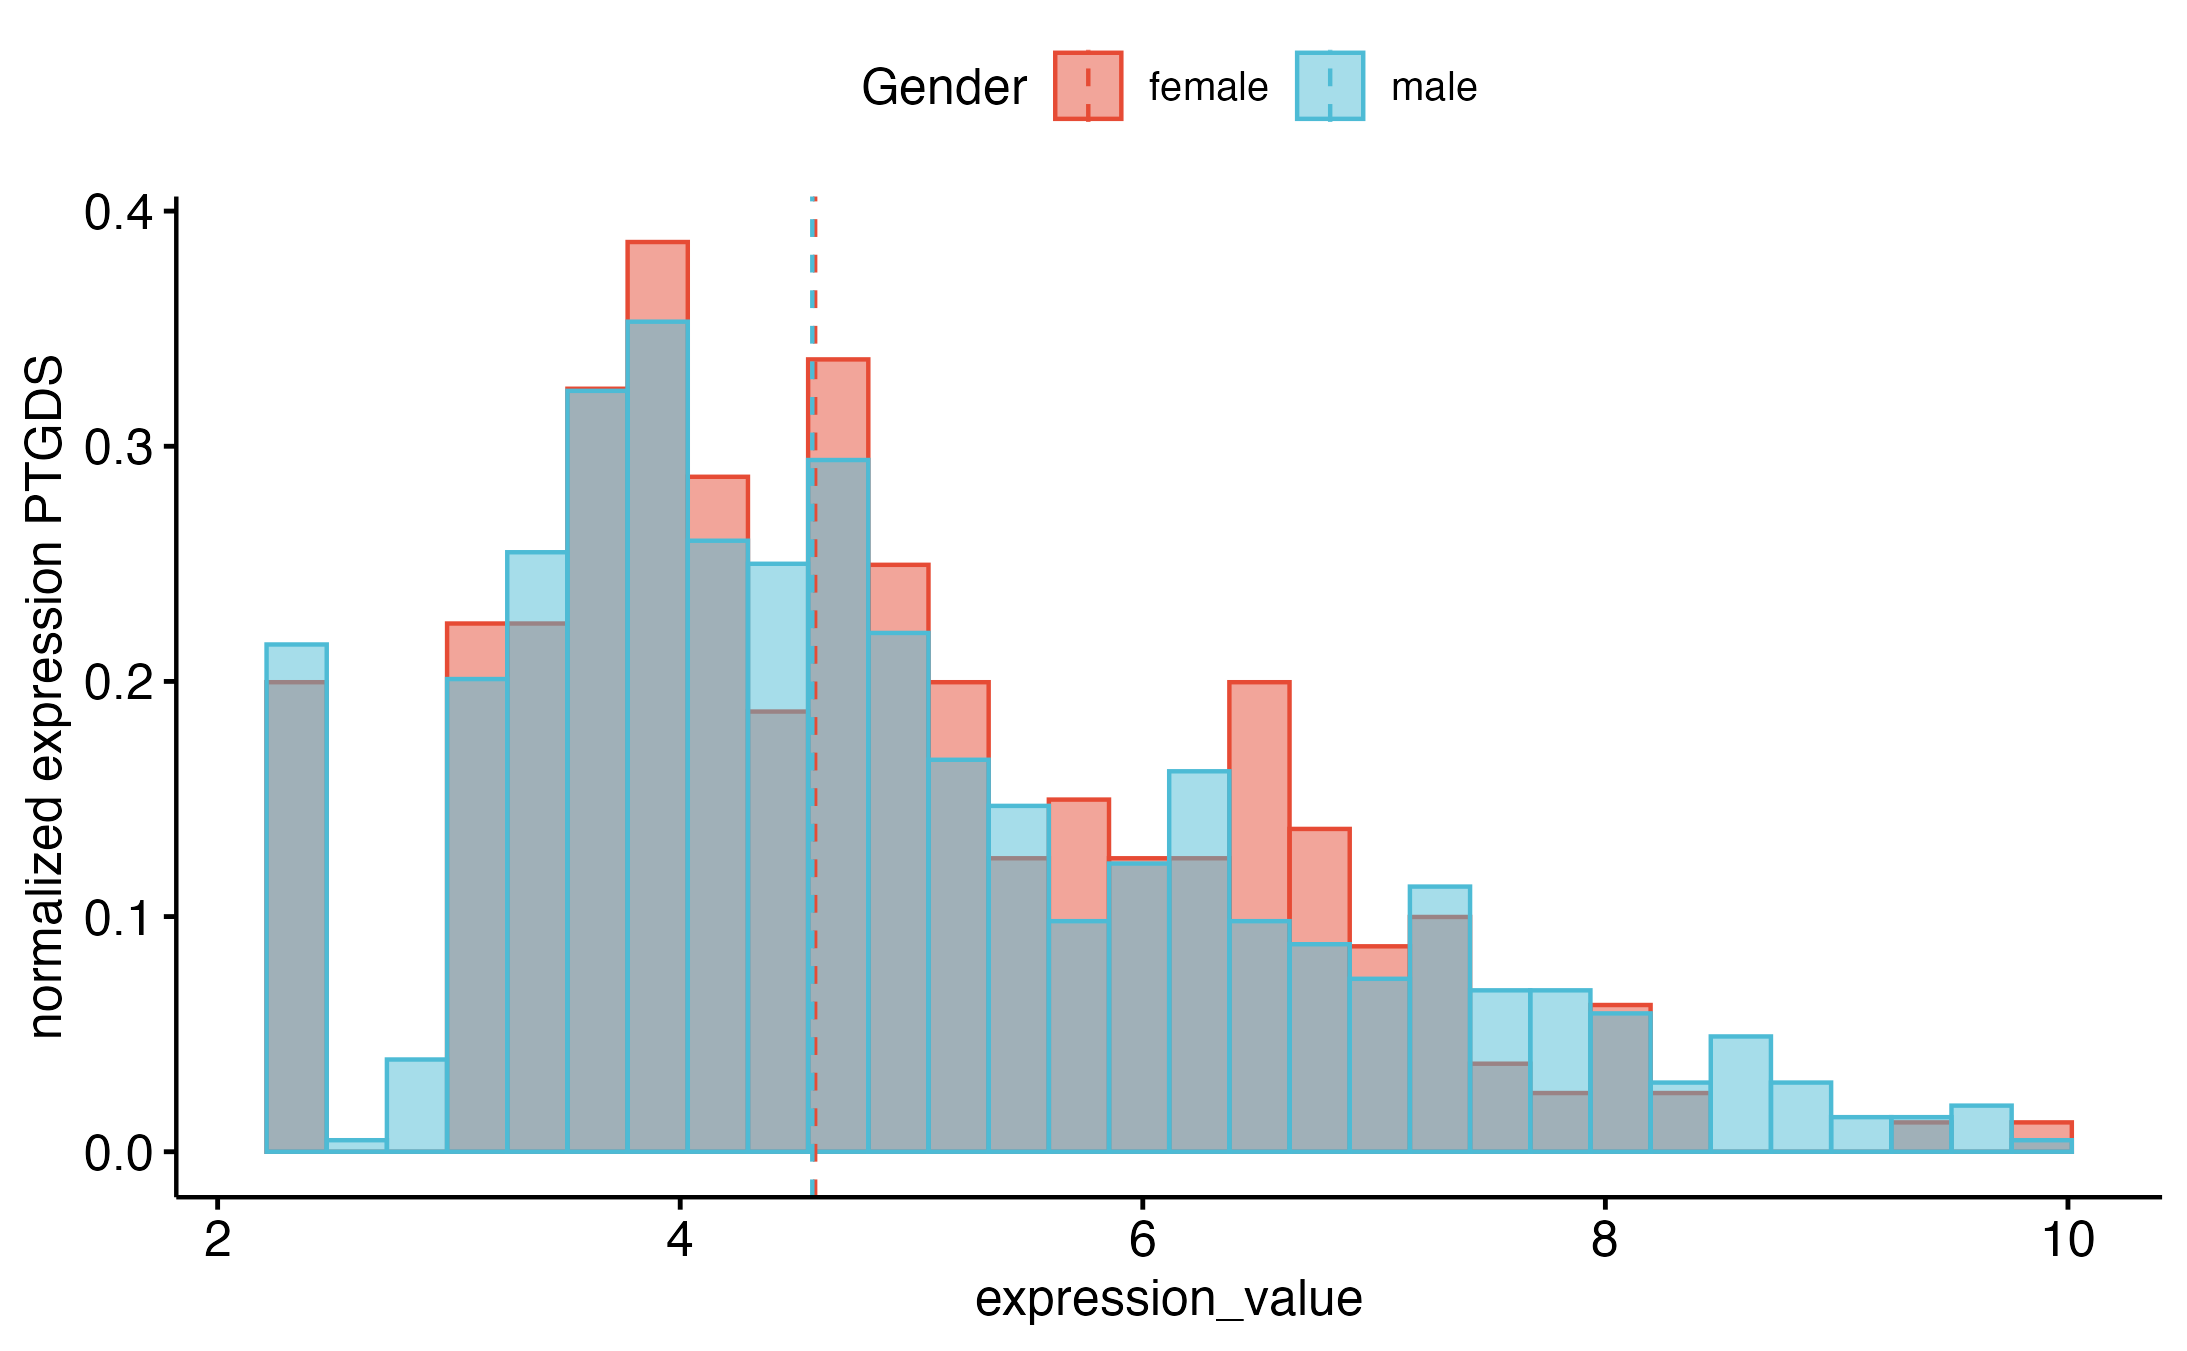 Gender female male
0.4
0.3
0.2
0.1
0.0
normalized expression PTGDS
2 4 6 8 10
expression_value